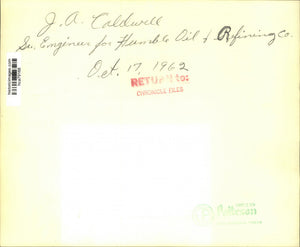 J. A. Caldwell
Sr. Engineer for Humble Oil & Refining Co.
Oct. 17, 1962
RETURN to:
CHRONICLE FILES